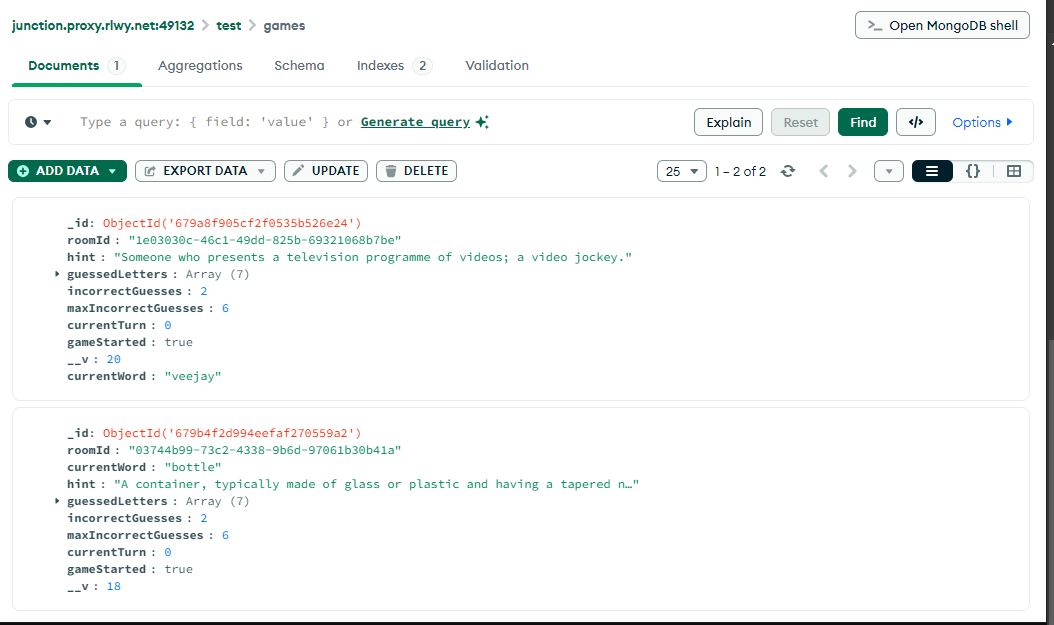 junction.proxy.rlwy.net:49132 > test > games
>_ Open MongoDB shell
Documents 1 Aggregations Schema Indexes 2 Validation
Type a query: { field: 'value' } or Generate query
Explain Reset Find </> Options
ADD DATA EXPORT DATA UPDATE DELETE 25 1 – 2 of 2 {}
_id: ObjectId('679a8f905cf2f0535b526e24')
roomId : "1e03030c-46c1-49dd-825b-69321068b7be"
hint : "Someone who presents a television programme of videos; a video jockey."
guessedLetters : Array (7)
incorrectGuesses : 2
maxIncorrectGuesses : 6
currentTurn : 0
gameStarted : true
__v : 20
currentWord : "veejay"
_id: ObjectId('679b4f2d994eefaf270559a2')
roomId : "03744b99-73c2-4338-9b6d-97061b30b41a"
currentWord : "bottle"
hint : "A container, typically made of glass or plastic and having a tapered n…"
guessedLetters : Array (7)
incorrectGuesses : 2
maxIncorrectGuesses : 6
currentTurn : 0
gameStarted : true
__v : 18